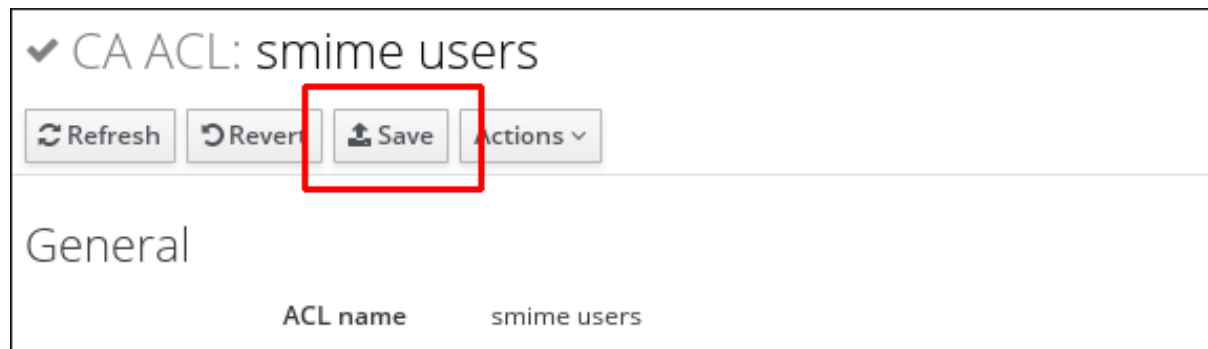 CA ACL: smime users
Refresh Revert Save Actions
General
ACL name smime users